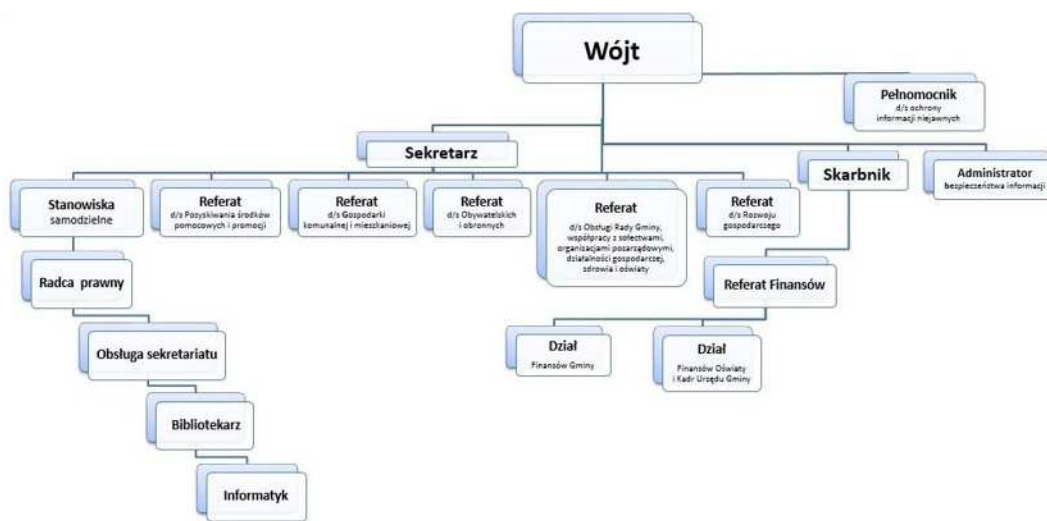 Wójt
Pełnomocnik
d/s ochrony
informacji niejawnych
Sekretarz
Skarbnik
Administrator
bezpieczeństwa informacji
Stanowiska
samodzielne
Referat
d/s Pozyskiwania środków
pomocowych i promocji
Referat
d/s Gospodarki
komunalnej i mieszkaniowej
Referat
d/s Obywatelskich
i obronnych
Referat
d/s Obsługi Rady Gminy,
współpracy z sołectwami,
organizacjami pozarządowymi,
działalności gospodarczej,
zdrowia i oświaty
Referat
d/s Rozwoju
gospodarczego
Radca prawny
Referat Finansów
Obsługa sekretariatu
Dział
Finansów Gminy
Dział
Finansów Oświaty
i Kadr Urzędu Gminy
Bibliotekarz
Informatyk